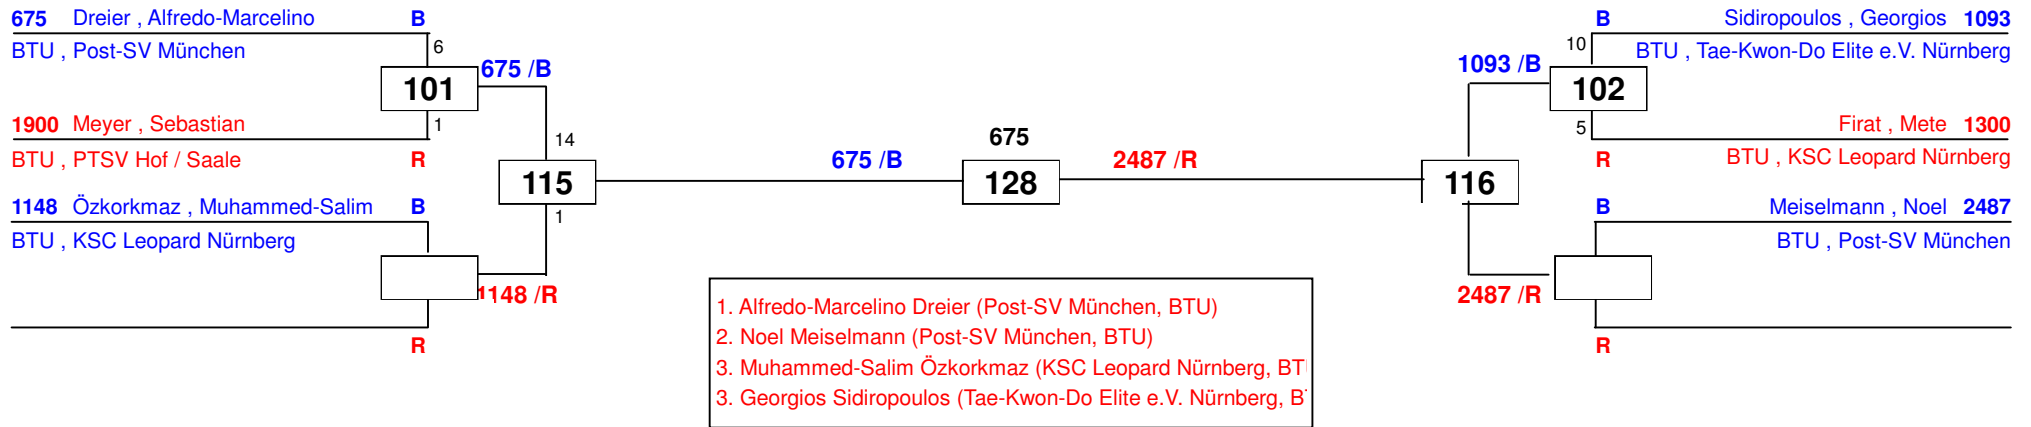 675 Dreier , Alfredo-Marcelino B
BTU , Post-SV München
6
101
675 /B
1900 Meyer , Sebastian
1
BTU , PTSV Hof / Saale R
14
115
1
1148 Özkorkmaz , Muhammed-Salim B
BTU , KSC Leopard Nürnberg
1148 /R
R
675 /B
675
128
2487 /R
116
B Sidiropoulos , Georgios 1093
10
BTU , Tae-Kwon-Do Elite e.V. Nürnberg
1093 /B
102
5
Firat , Mete 1300
R BTU , KSC Leopard Nürnberg
B Meiselmann , Noel 2487
BTU , Post-SV München
2487 /R
R
1. Alfredo-Marcelino Dreier (Post-SV München, BTU)
2. Noel Meiselmann (Post-SV München, BTU)
3. Muhammed-Salim Özkorkmaz (KSC Leopard Nürnberg, BT
3. Georgios Sidiropoulos (Tae-Kwon-Do Elite e.V. Nürnberg, B